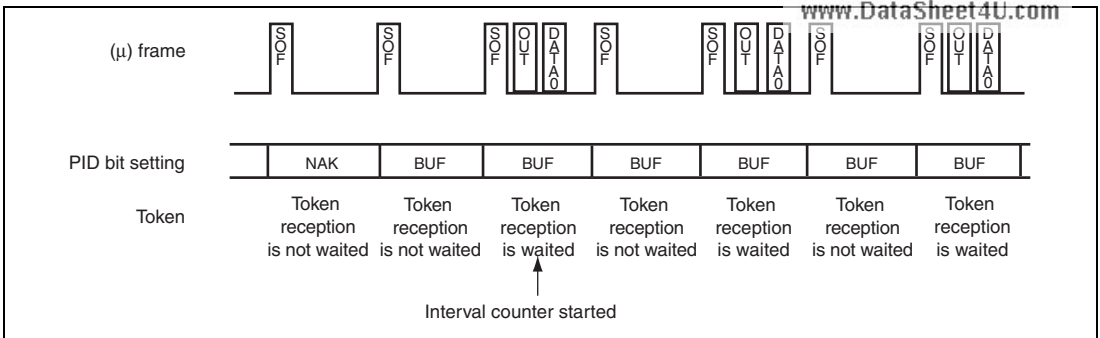 www.DataSheet4U.com
(μ) frame
SOF SOF SOF OUT DATA0 SOF SOF OUT DATA0 SOF SOF OUT DATA0
PID bit setting
NAK BUF BUF BUF BUF BUF BUF
Token
Token Token Token Token Token Token Token
reception reception reception reception reception reception reception
is not waited is not waited is waited is not waited is waited is not waited is waited
Interval counter started